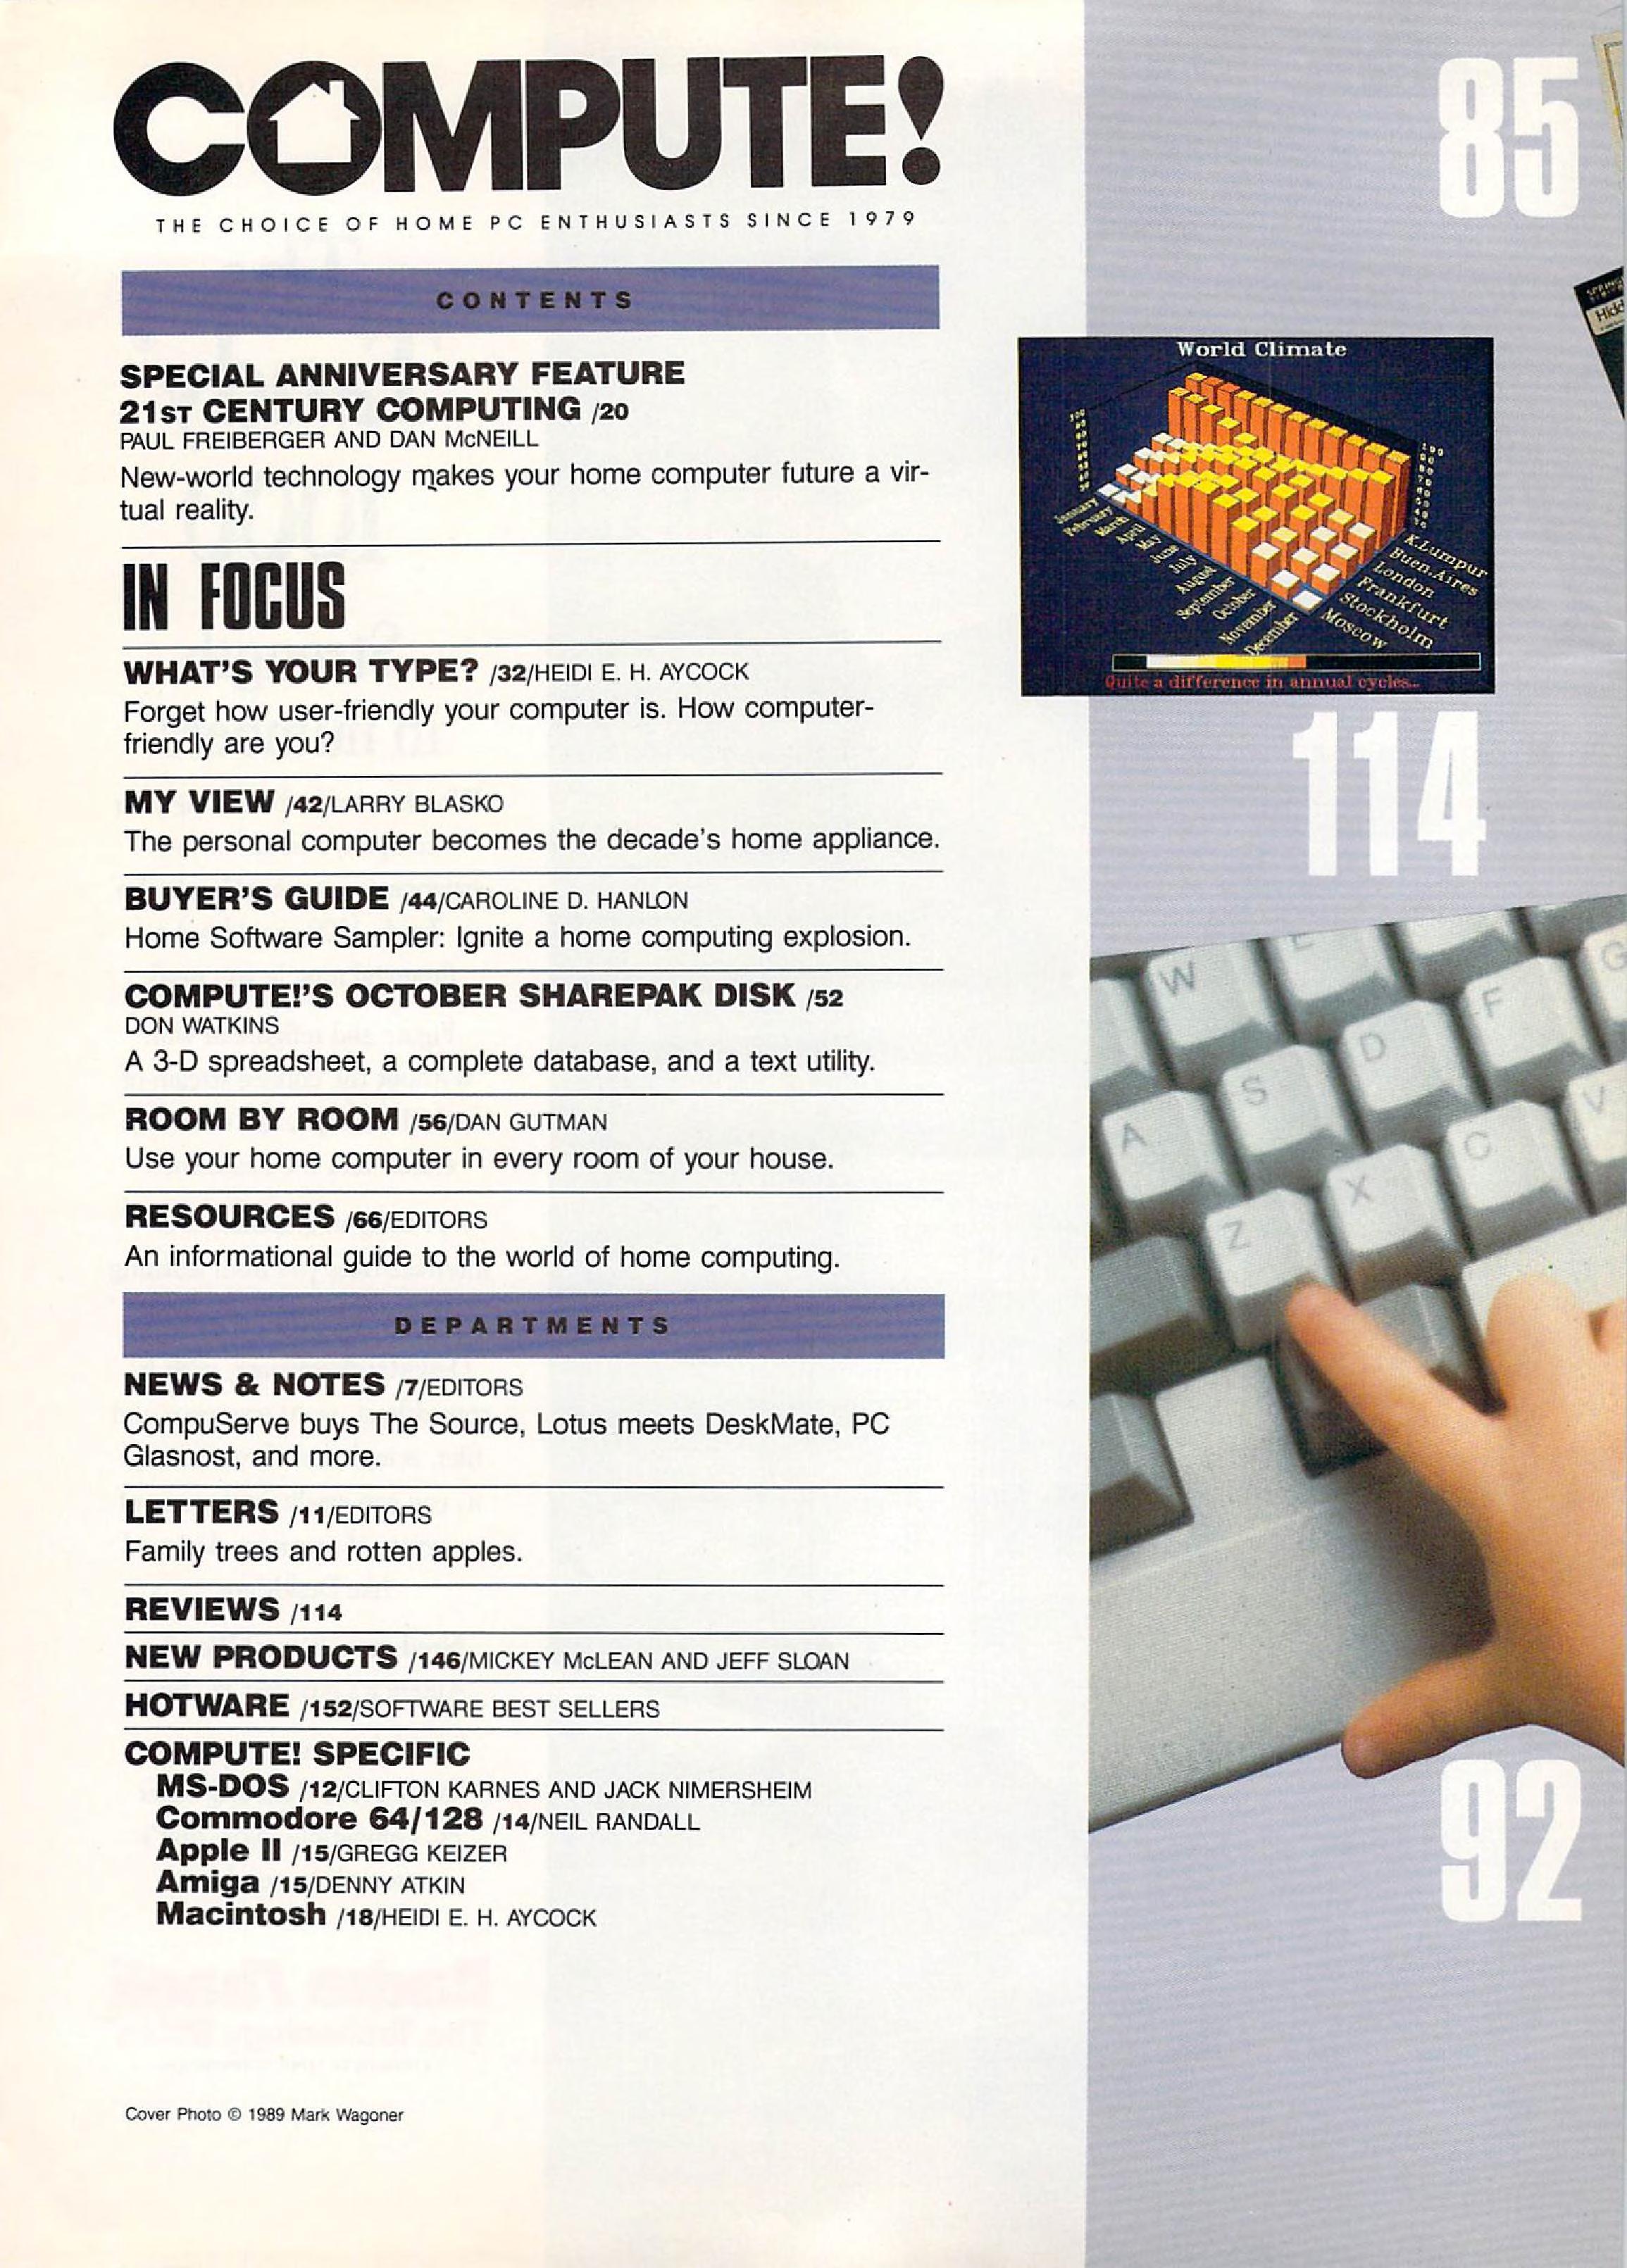 COMPUTE!
THE CHOICE OF HOME PC ENTHUSIASTS SINCE 1979
CONTENTS
SPECIAL ANNIVERSARY FEATURE
21ST CENTURY COMPUTING /20
PAUL FREIBERGER AND DAN McNEILL
New-world technology makes your home computer future a vir-
tual reality.
IN FOCUS
WHAT'S YOUR TYPE? /32/HEIDI E. H. AYCOCK
Forget how user-friendly your computer is. How computer-
friendly are you?
MY VIEW /42/LARRY BLASKO
The personal computer becomes the decade's home appliance.
BUYER'S GUIDE /44/CAROLINE D. HANLON
Home Software Sampler: Ignite a home computing explosion.
COMPUTE!'S OCTOBER SHAREPAK DISK /52
DON WATKINS
A 3-D spreadsheet, a complete database, and a text utility.
ROOM BY ROOM /56/DAN GUTMAN
Use your home computer in every room of your house.
RESOURCES /66/EDITORS
An informational guide to the world of home computing.
DEPARTMENTS
NEWS & NOTES /7/EDITORS
CompuServe buys The Source, Lotus meets DeskMate, PC
Glasnost, and more.
LETTERS /11/EDITORS
Family trees and rotten apples.
REVIEWS /114
NEW PRODUCTS /146/MICKEY McLEAN AND JEFF SLOAN
HOTWARE /152/SOFTWARE BEST SELLERS
COMPUTE! SPECIFIC
MS-DOS /12/CLIFTON KARNES AND JACK NIMERSHEIM
Commodore 64/128 /14/NEIL RANDALL
Apple II /15/GREGG KEIZER
Amiga /15/DENNY ATKIN
Macintosh /18/HEIDI E. H. AYCOCK
Cover Photo © 1989 Mark Wagoner
85
World Climate
January
February
March
April
May
June
July
August
September
October
November
December
K.Lumpur
Buen.Aires
London
Frankfurt
Stockholm
Moscow
Quite a difference in annual cycles..
114
W
E
G
F
D
S
A
V
C
X
Z
92